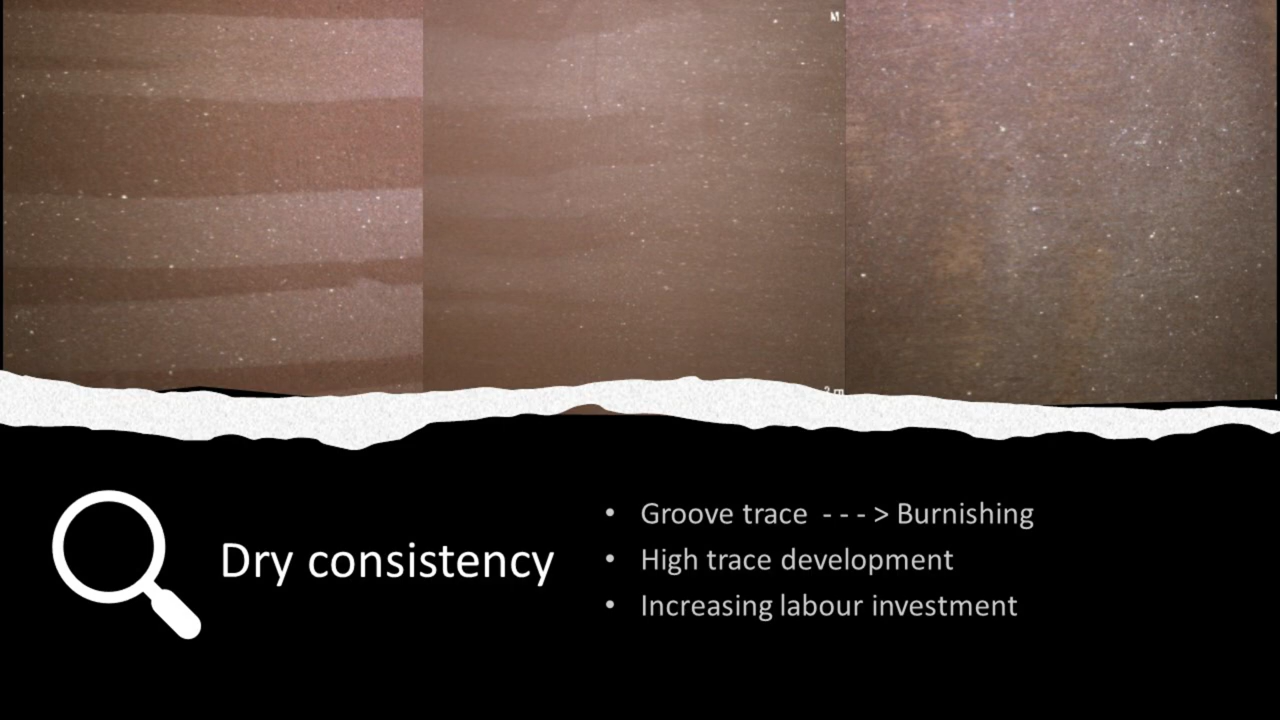 Dry consistency
• Groove trace - - - > Burnishing
• High trace development
• Increasing labour investment